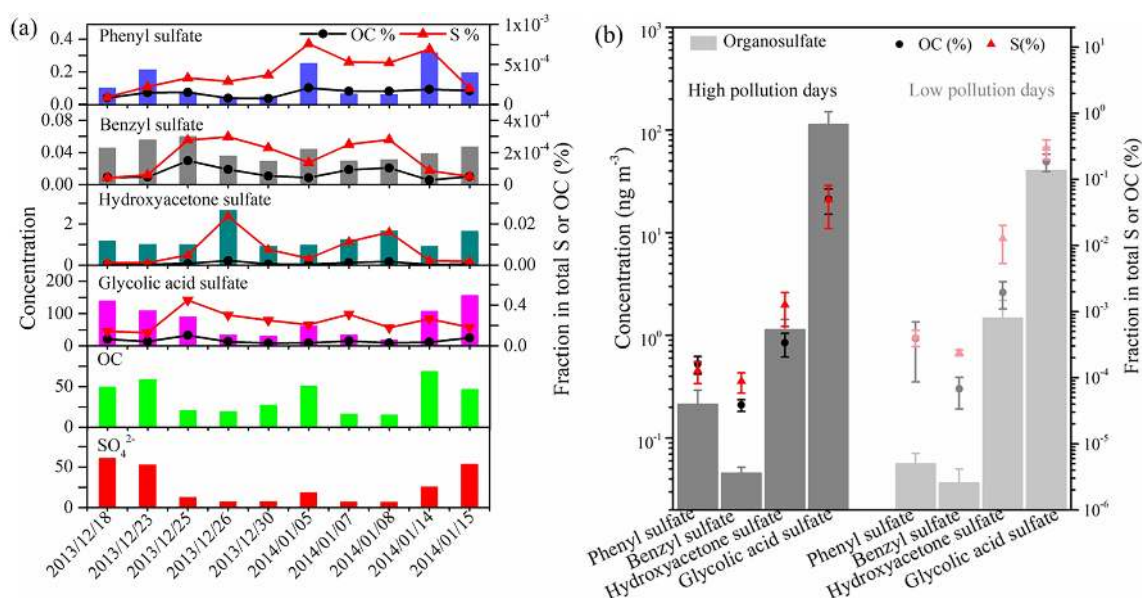 (a)
Phenyl sulfate
OC %
S %
0.4
0.2
0.0
1x10⁻³
5x10⁻⁴
0
Benzyl sulfate
0.08
0.04
0.00
4x10⁻⁴
2x10⁻⁴
0
Hydroxyacetone sulfate
2
0
0.02
0.00
Glycolic acid sulfate
200
100
0
0.4
0.0
OC
50
0
SO₄²⁻
50
0
Concentration
Fraction in total S or OC (%)
2013/12/18
2013/12/23
2013/12/25
2013/12/26
2013/12/30
2014/01/05
2014/01/07
2014/01/08
2014/01/14
2014/01/15
(b)
Organosulfate
OC (%)
S(%)
High pollution days
Low pollution days
Concentration (ng m⁻³)
10²
10¹
10⁰
10⁻¹
Fraction in total S or OC (%)
10¹
10⁰
10⁻¹
10⁻²
10⁻³
10⁻⁴
10⁻⁵
10⁻⁶
Phenyl sulfate
Benzyl sulfate
Hydroxyacetone sulfate
Glycolic acid sulfate
Phenyl sulfate
Benzyl sulfate
Hydroxyacetone sulfate
Glycolic acid sulfate